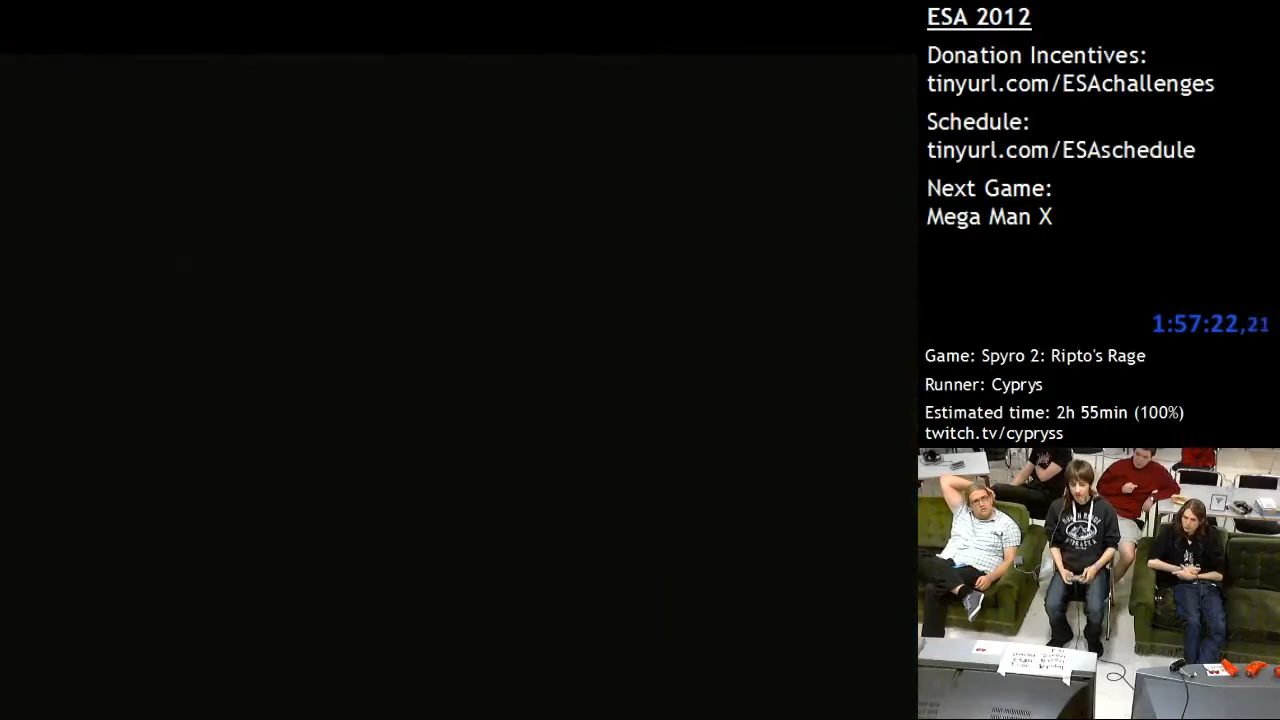 ESA 2012
Donation Incentives:
tinyurl.com/ESAchallenges
Schedule:
tinyurl.com/ESAschedule
Next Game:
Mega Man X
1:57:22,21
Game: Spyro 2: Ripto's Rage
Runner: Cyprys
Estimated time: 2h 55min (100%)
twitch.tv/cypryss